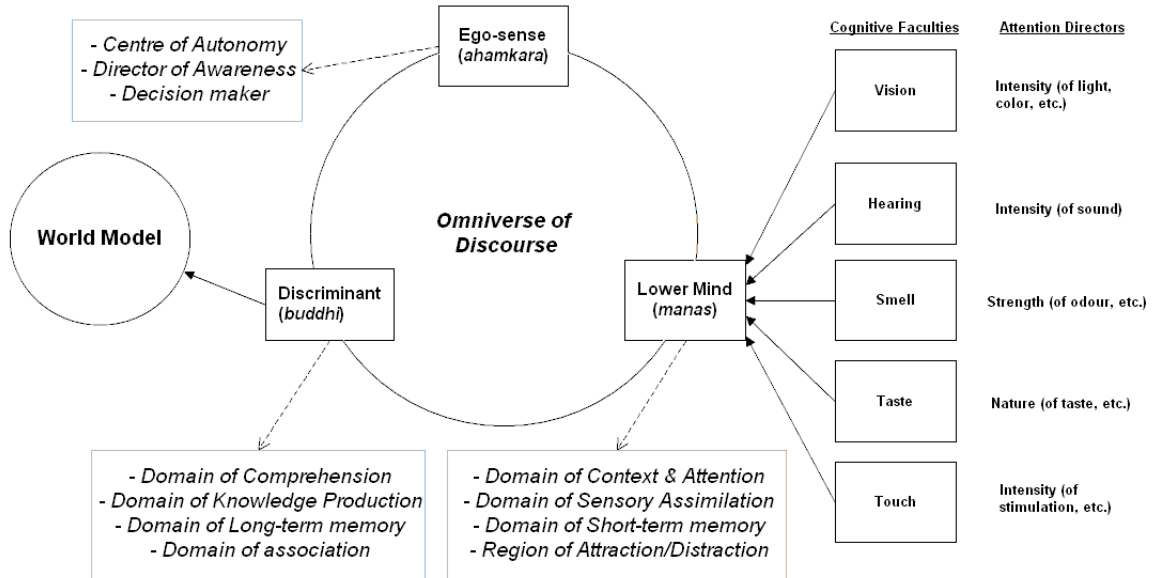 - Centre of Autonomy
- Director of Awareness
- Decision maker
Ego-sense
(ahamkara)
World Model
Omniverse of
Discourse
Discriminant
(buddhi)
Lower Mind
(manas)
- Domain of Comprehension
- Domain of Knowledge Production
- Domain of Long-term memory
- Domain of association
- Domain of Context & Attention
- Domain of Sensory Assimilation
- Domain of Short-term memory
- Region of Attraction/Distraction
Cognitive Faculties
Attention Directors
Vision
Intensity (of light,
color, etc.)
Hearing
Intensity (of sound)
Smell
Strength (of odour, etc.)
Taste
Nature (of taste, etc.)
Touch
Intensity (of
stimulation, etc.)